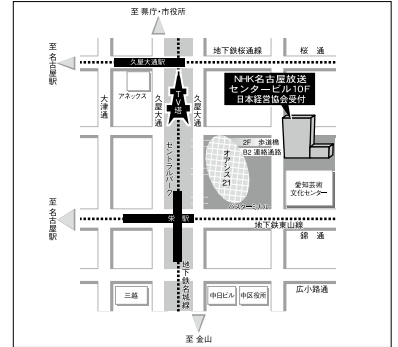 至 県庁・市役所
至 名古屋駅
地下鉄桜通線
桜 通
久屋大通駅
大津通
アネックス
久屋大通
TV塔
久屋大通
NHK名古屋放送
センタービル10F
日本経営協会受付
セントラルパーク
オアシス21
2F 歩道橋
B2 連絡通路
愛知芸術
文化センター
バスターミナル
至 名古屋駅
栄 駅
地下鉄東山線
錦 通
地下鉄名城線
三越
中日ビル
中区役所
広小路通
至 金山